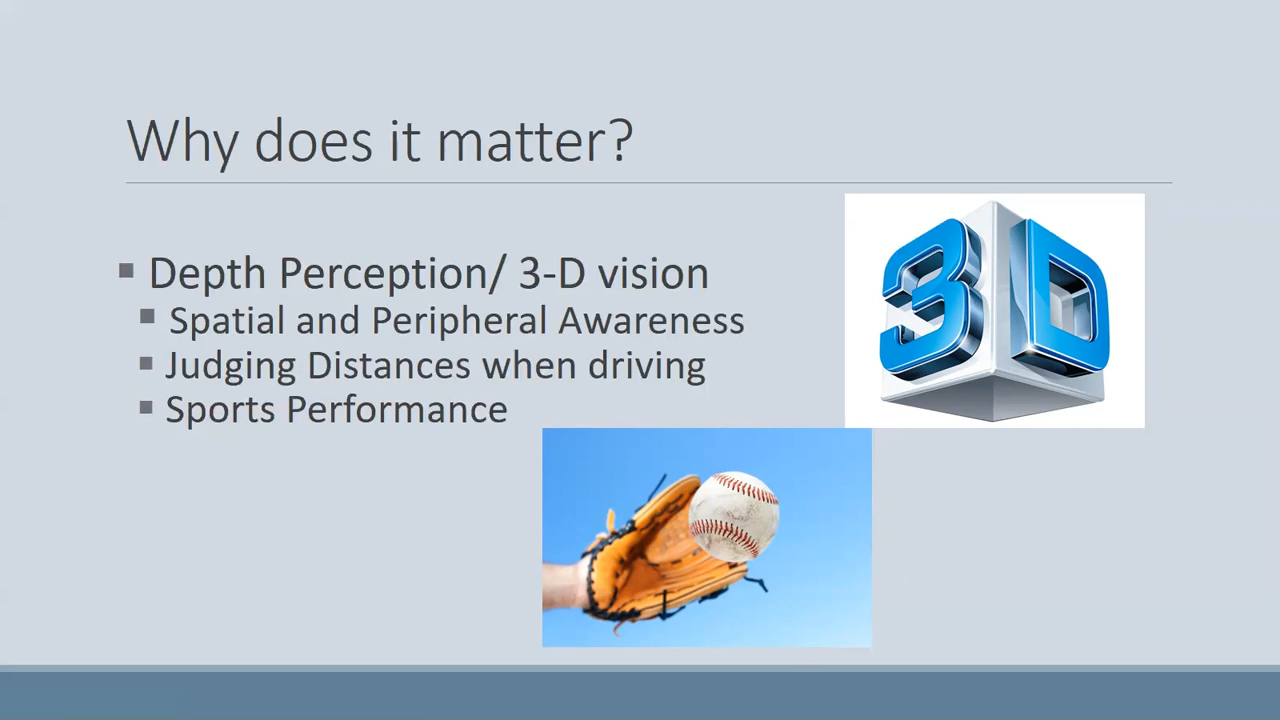 Why does it matter?
Depth Perception/ 3-D vision
Spatial and Peripheral Awareness
Judging Distances when driving
Sports Performance
3D